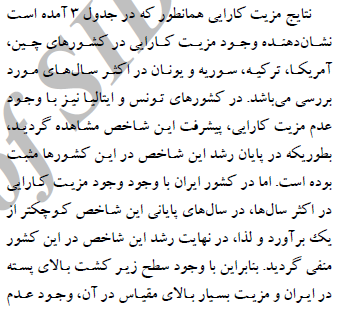 نتایج مزیت کارایی همانطور که در جدول ۳ آمده است
نشان‌دهنده وجود مزیت کارایی در کشورهای چین،
آمریکا، ترکیه، سوریه و یونان در اکثر سال‌های مورد
بررسی می‌باشد. در کشورهای تونس و ایتالیا نیز با وجود
عدم مزیت کارایی، پیشرفت این شاخص مشاهده گردید،
بطوریکه در پایان رشد این شاخص در این کشورها مثبت
بوده است. اما در کشور ایران با وجود وجود مزیت کارایی
در اکثر سال‌ها، در سال‌های پایانی این شاخص کوچکتر از
یک برآورد و لذا، در نهایت رشد این شاخص در این کشور
منفی گردید. بنابراین با وجود سطح زیر کشت بالای پسته
در ایران و مزیت بسیار بالای مقیاس در آن، وجود عدم
of SID